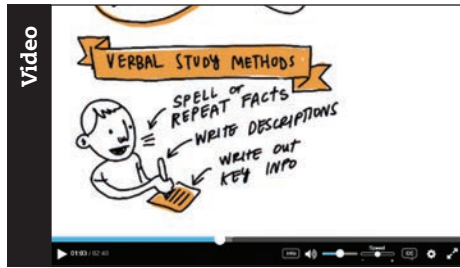 Video
VERBAL STUDY METHODS
SPELL or
REPEAT FACTS
WRITE DESCRIPTIONS
WRITE OUT
KEY INFO
01:03 / 02:40
Speed
CC